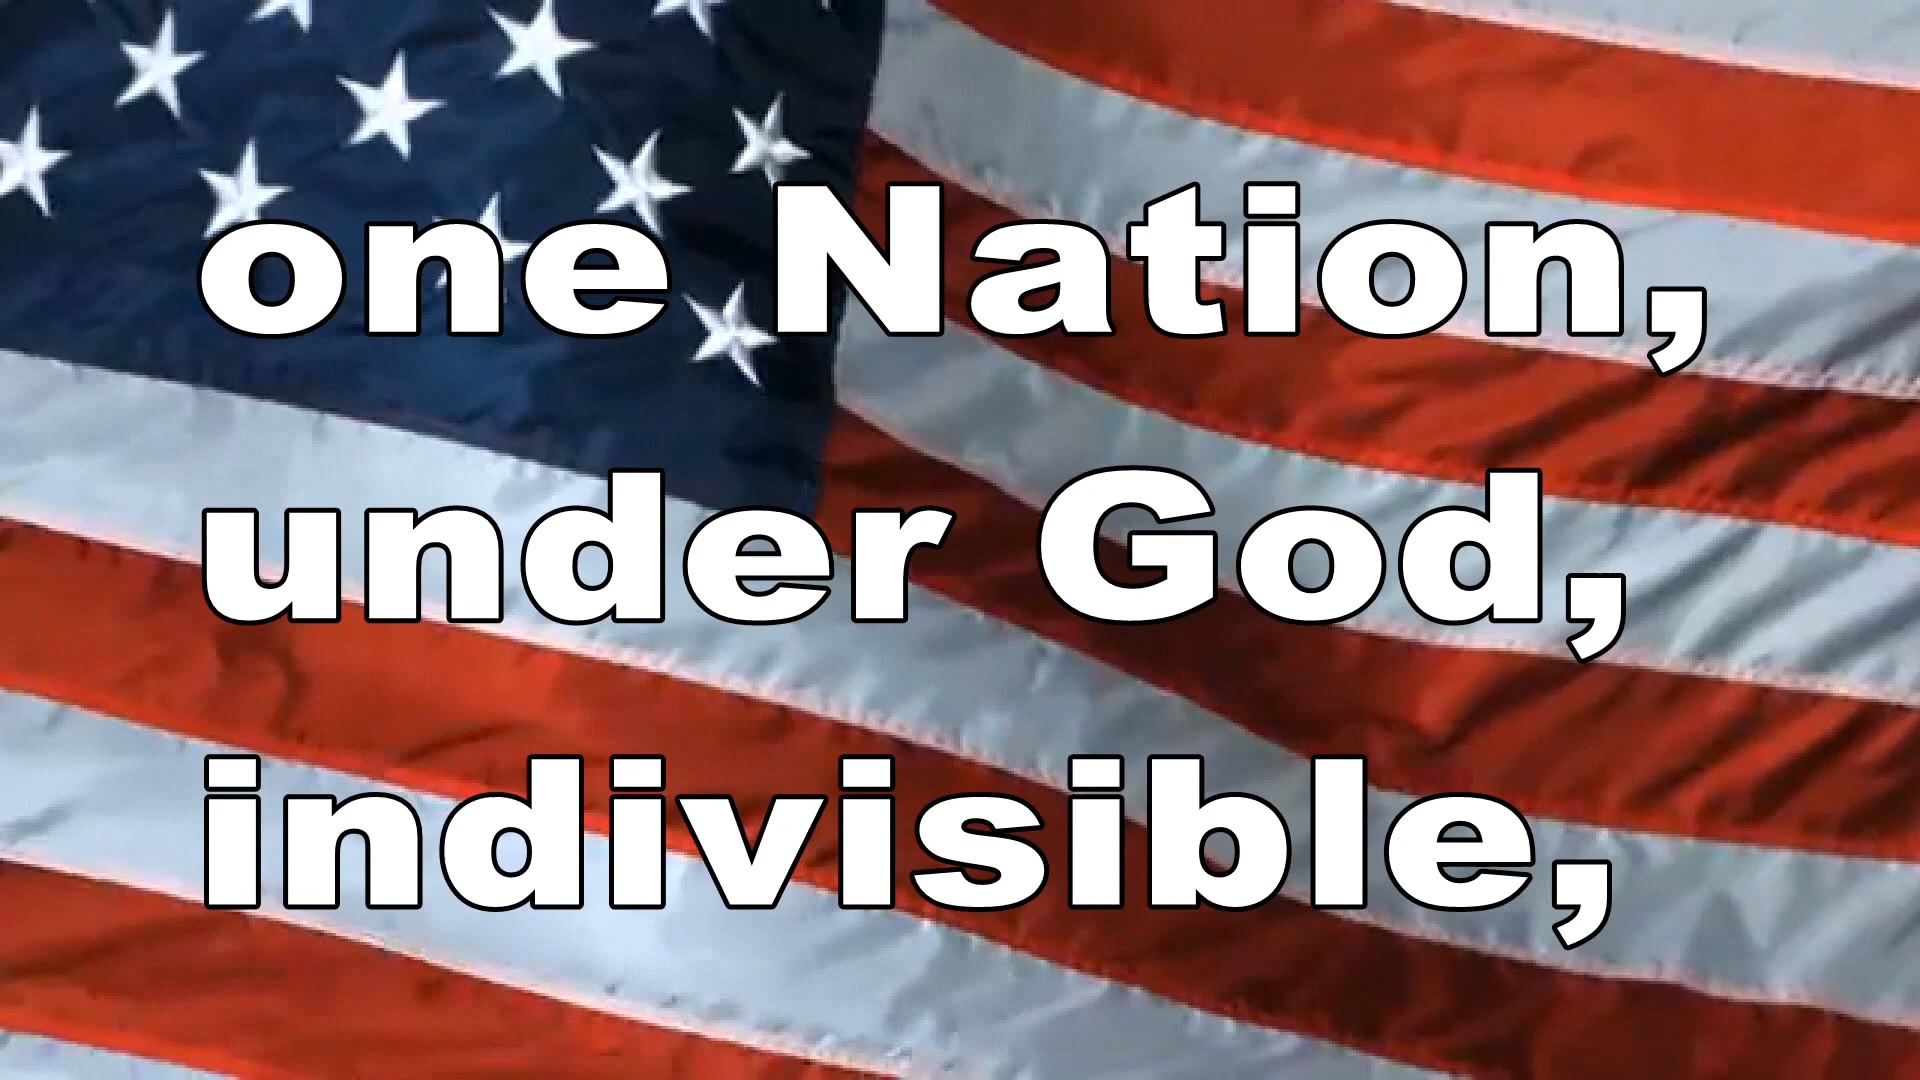 one Nation,
under God,
indivisible,